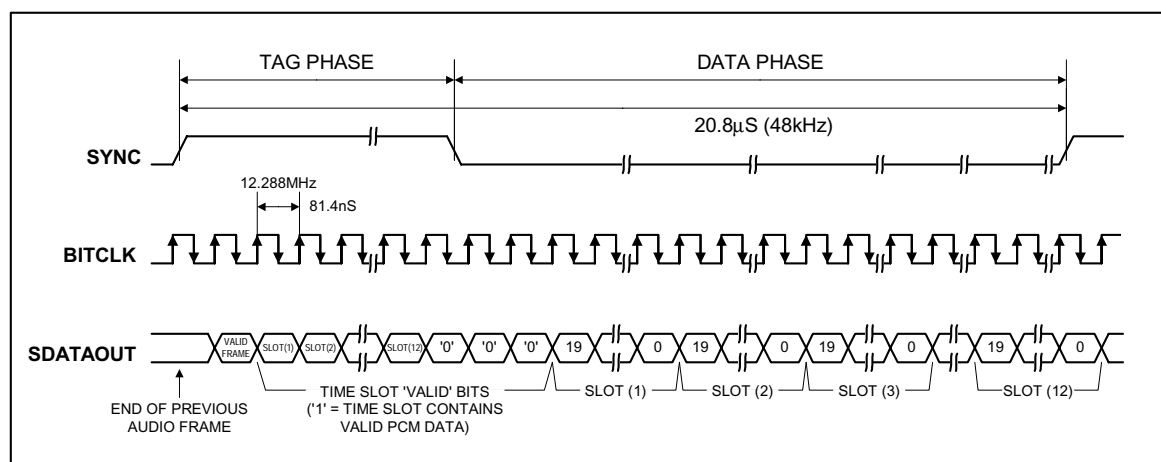 TAG PHASE
DATA PHASE
20.8µS (48kHz)
SYNC
12.288MHz
81.4nS
BITCLK
SDATAOUT
VALID
FRAME
SLOT(1)
SLOT(2)
SLOT(12)
'0'
'0'
'0'
19
0
19
0
19
0
19
0
END OF PREVIOUS
AUDIO FRAME
TIME SLOT 'VALID' BITS
('1' = TIME SLOT CONTAINS
VALID PCM DATA)
SLOT (1)
SLOT (2)
SLOT (3)
SLOT (12)